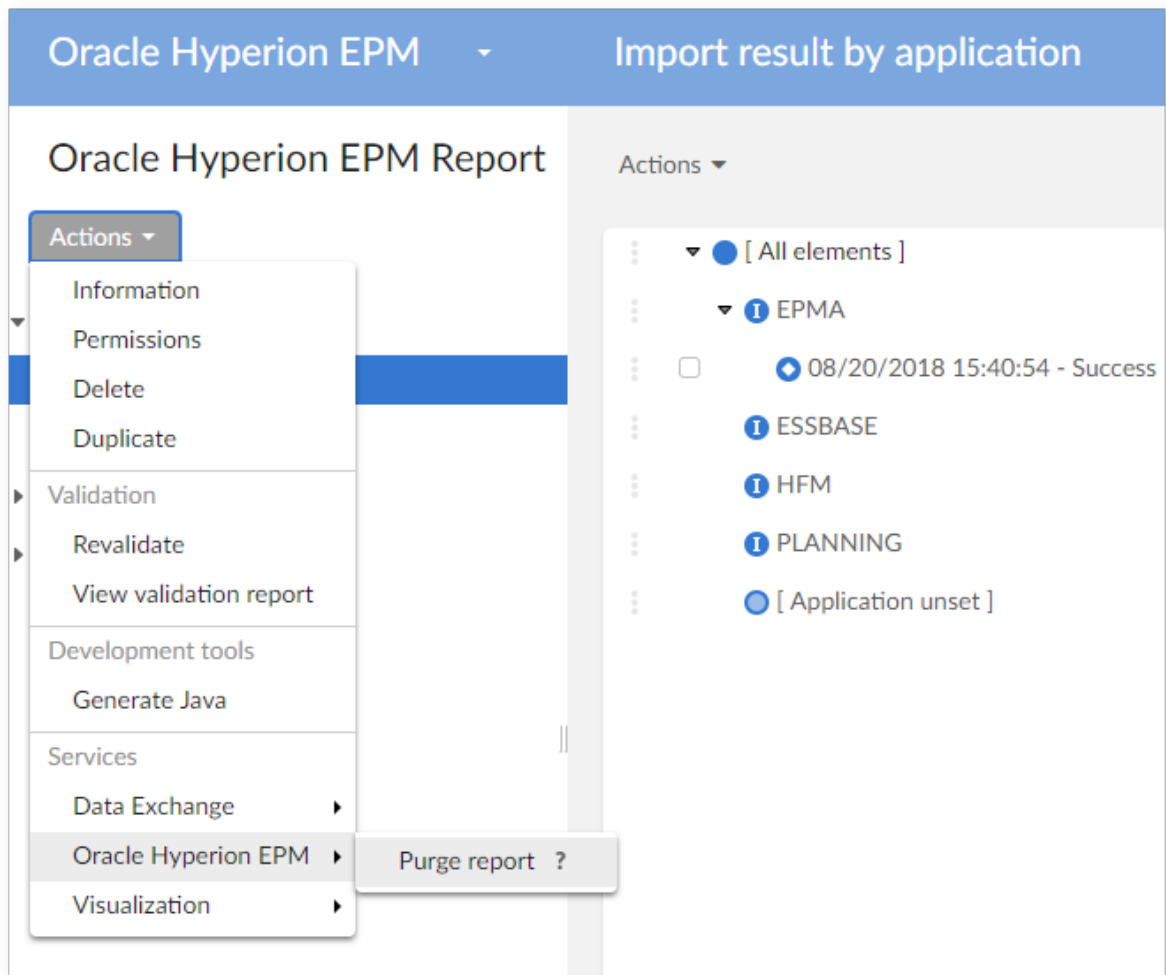 Oracle Hyperion EPM
Import result by application
Oracle Hyperion EPM Report
Actions
Information
Permissions
Delete
Duplicate
Validation
Revalidate
View validation report
Development tools
Generate Java
Services
Data Exchange
Oracle Hyperion EPM
Purge report ?
Visualization
Actions
[ All elements ]
I EPMA
08/20/2018 15:40:54 - Success
I ESSBASE
I HFM
I PLANNING
[ Application unset ]